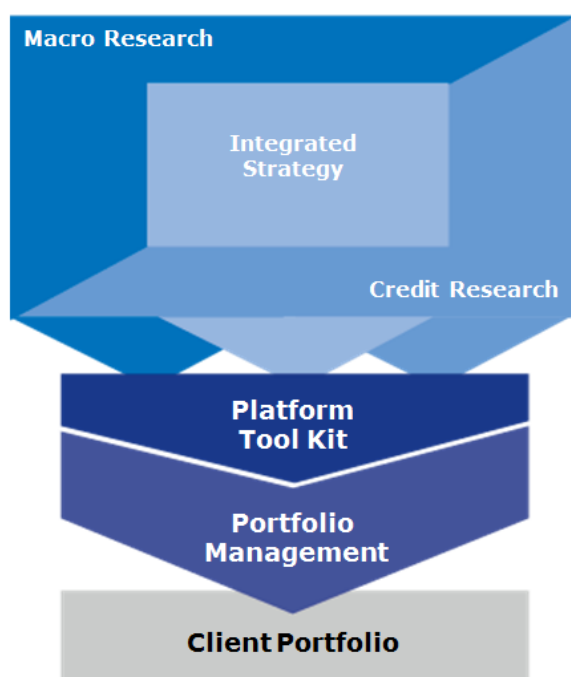 Macro Research
Integrated
Strategy
Credit Research
Platform
Tool Kit
Portfolio
Management
Client Portfolio